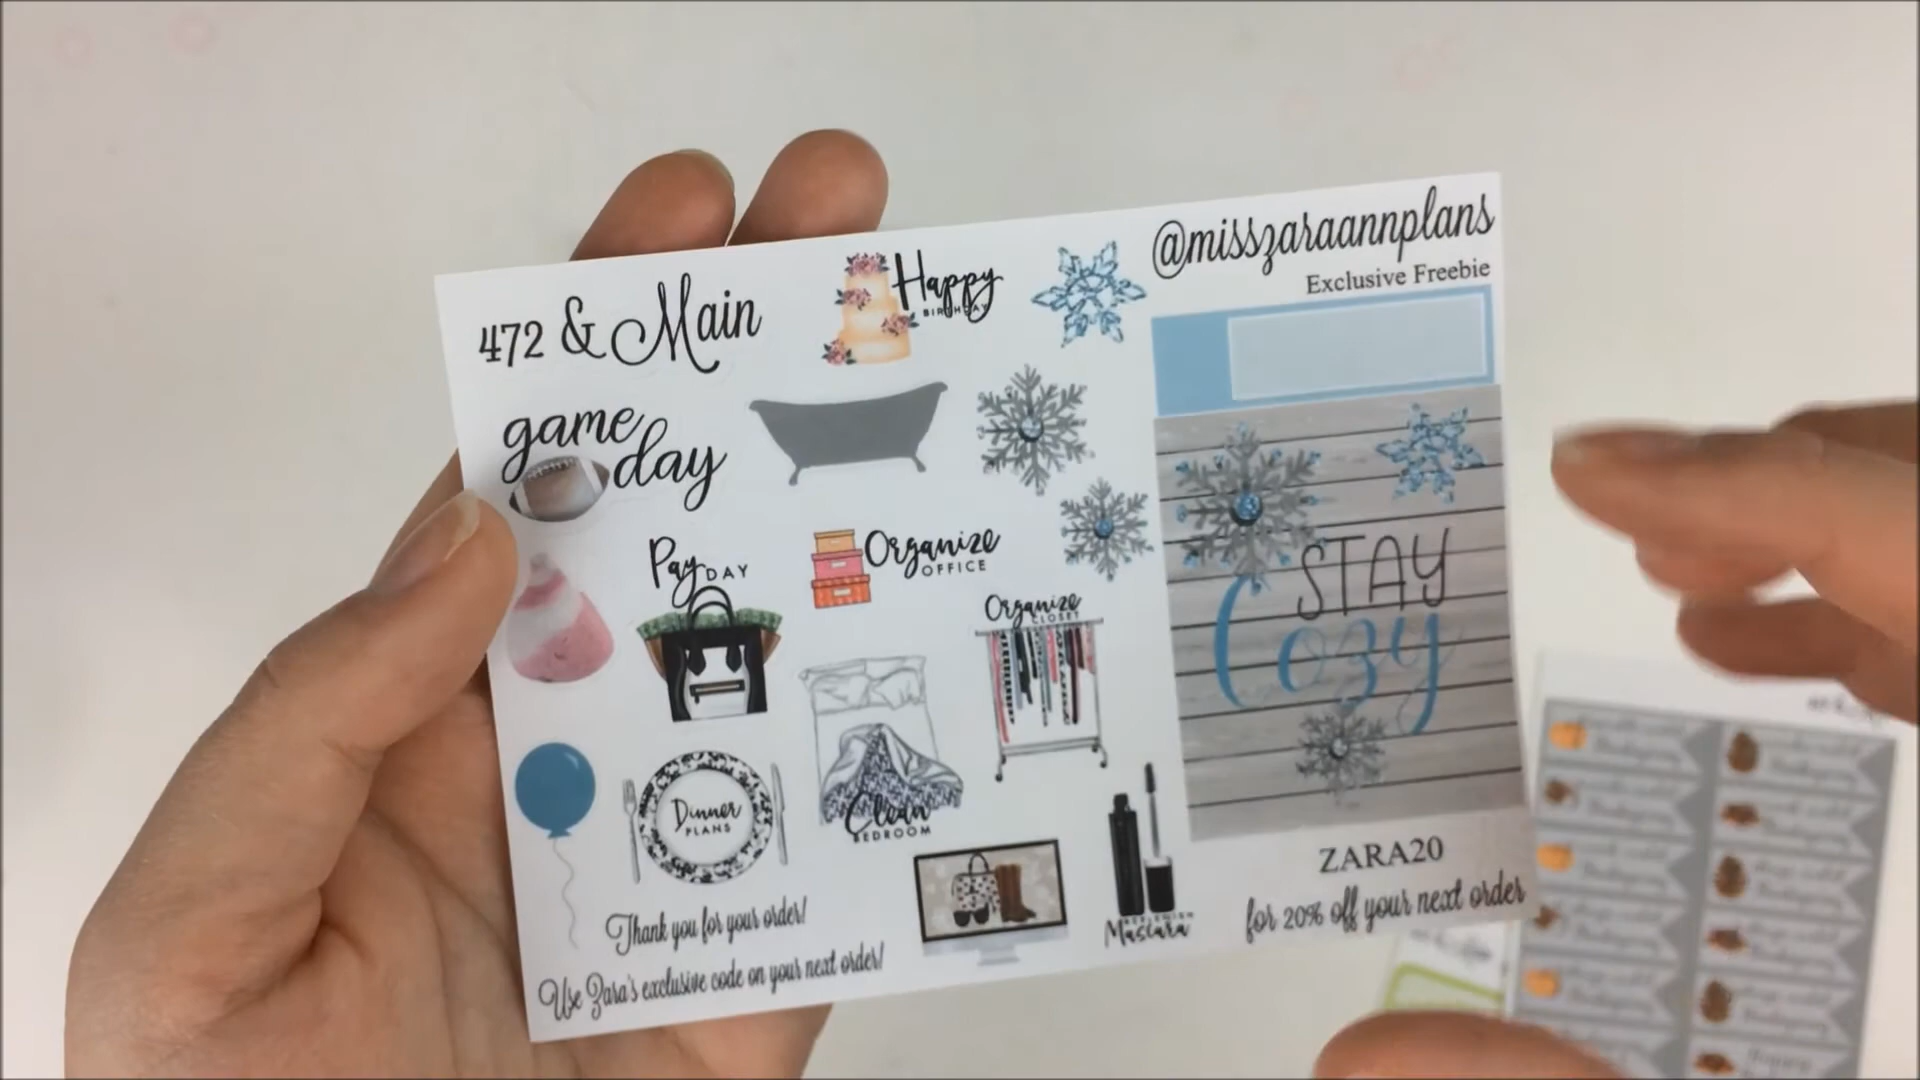 472 & Main
Happy
BIRTHDAY
@misszaraannplans
Exclusive Freebie
game
day
Pay DAY
Organize
OFFICE
Organize
CLOSET
STAY
Cozy
Dinner
PLANS
Clean
BEDROOM
REPLENISH
Mascara
ZARA20
for 20% off your next order
Thank you for your order!
Use Zara's exclusive code on your next order!